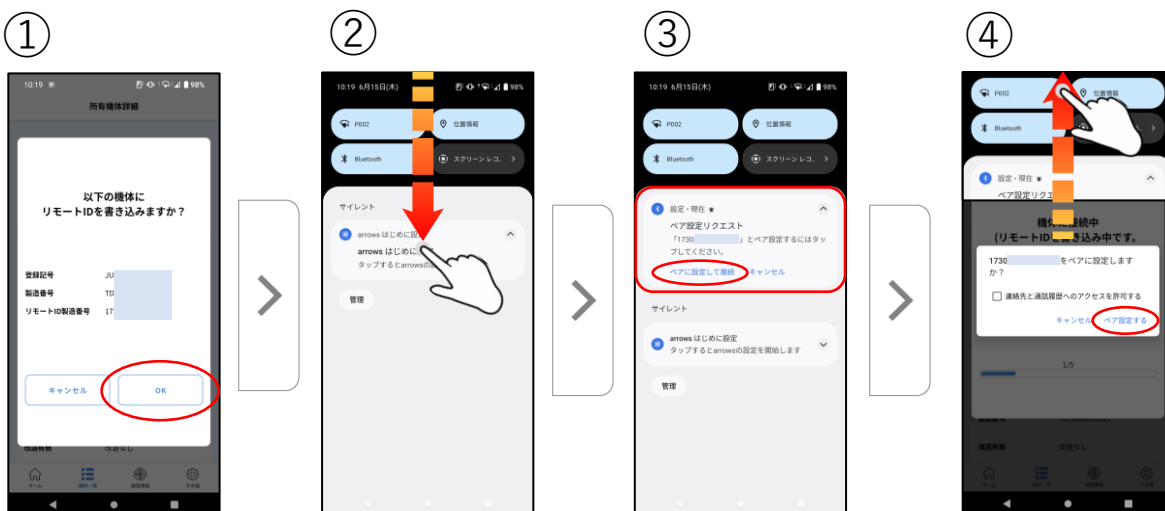 ①
10:19
98%
所有機体詳細
以下の機体に
リモートIDを書き込みますか？
登録記号 JU
製造番号 T0
リモートID製造番号 17
キャンセル
OK
改造有無 改造なし
ホーム
その他
②
10:19 6月15日(木)
98%
P002
位置情報
Bluetooth
スクリーンレコ.
サイレント
arrows はじめに設
arrows はじめに
タップするとarrowsの
管理
③
10:19 6月15日(木)
98%
P002
位置情報
Bluetooth
スクリーンレコ.
設定・現在
ペア設定リクエスト
「1730 」とペア設定するにはタッ
プしてください。
ペアに設定して接続
キャンセル
サイレント
arrows はじめに設定
タップするとarrowsの設定を開始します
管理
④
P002
位置情報
Bluetooth
設定・現在
ペア設定リクエ
機体 接続中
(リモートID 書き込み中です。
1730 をペアに設定します
か？
連絡先と通話履歴へのアクセスを許可する
キャンセル
ペア設定する
1/5
改造有無 改造なし